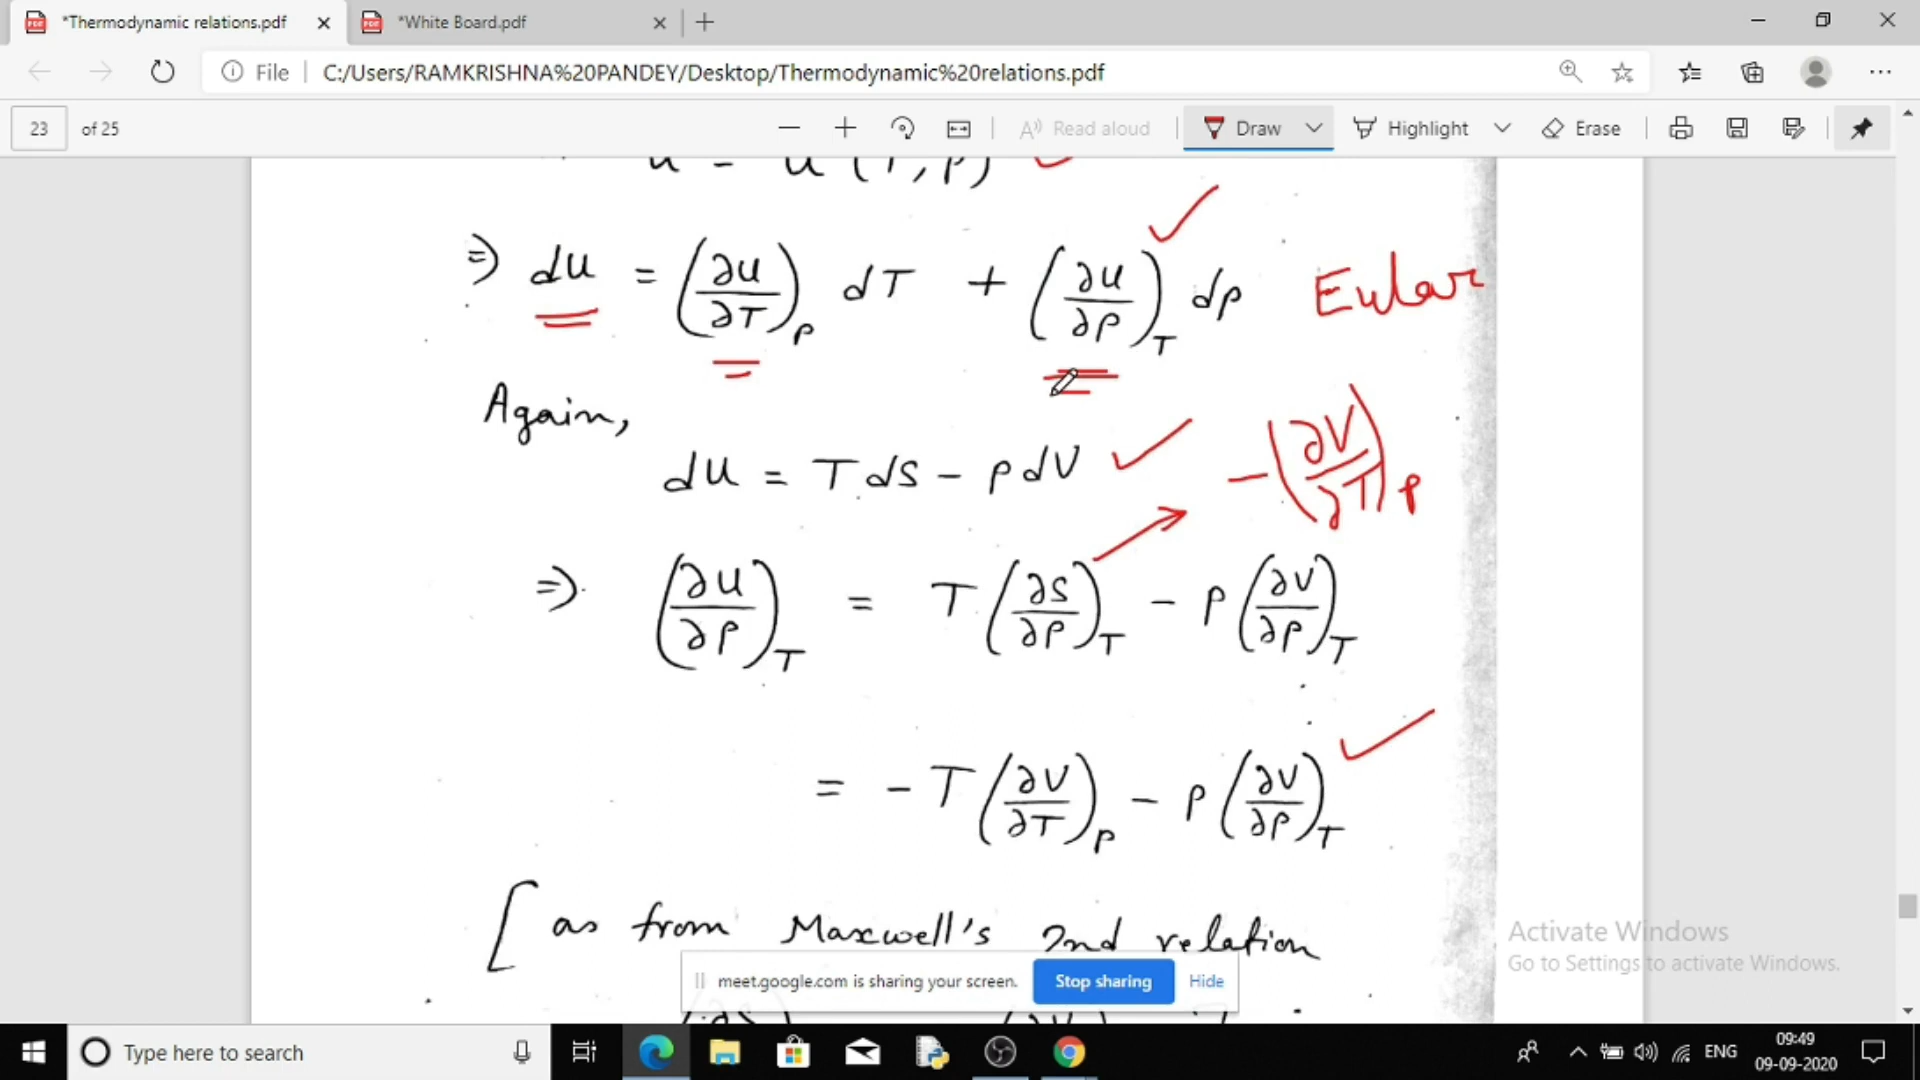 *Thermodynamic relations.pdf
*White Board.pdf
File C:/Users/RAMKRISHNA%20PANDEY/Desktop/Thermodynamic%20relations.pdf
23 of 25
Read aloud
Draw
Highlight
Erase
u = u (T, P)
⇒ du = (∂u/∂T)_P dT + (∂u/∂P)_T dp
Eular
Again,
du = T dS - P dV
-(∂V/∂T)_P
⇒ (∂u/∂P)_T = T (∂S/∂P)_T - P (∂V/∂P)_T
= - T (∂V/∂T)_P - P (∂V/∂P)_T
[ as from Maxwell's 2nd relation
Activate Windows
Go to Settings to activate Windows.
meet.google.com is sharing your screen.
Stop sharing
Hide
Type here to search
ENG
09:49
09-09-2020